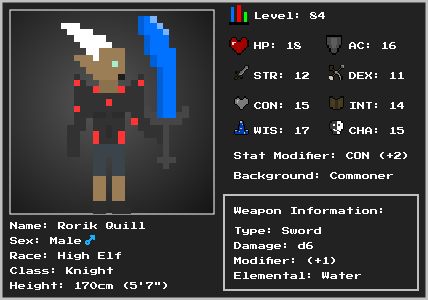 Level: 84
HP: 18 AC: 16
STR: 12 DEX: 11
CON: 15 INT: 14
WIS: 17 CHA: 15
Stat Modifier: CON (+2)
Background: Commoner
Name: Rorik Quill
Sex: Male♂
Race: High Elf
Class: Knight
Height: 170cm (5'7")
Weapon Information:
Type: Sword
Damage: d6
Modifier: (+1)
Elemental: Water